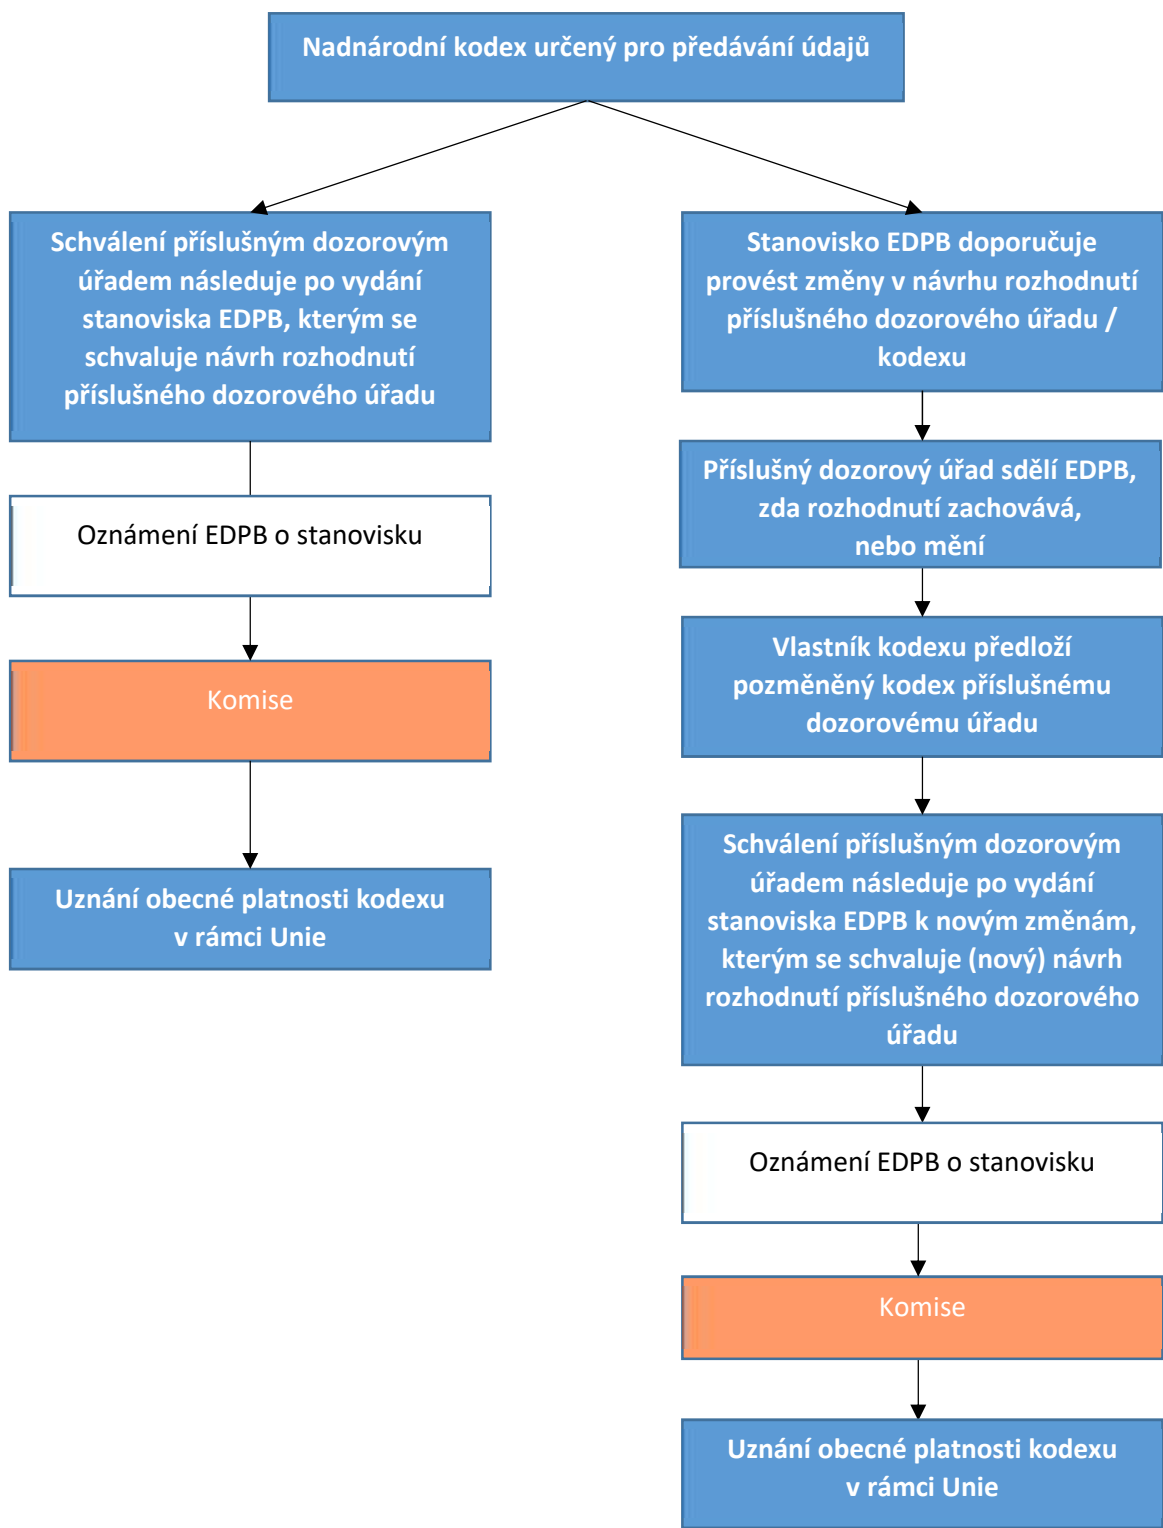 Nadnárodní kodex určený pro předávání údajů
Schválení příslušným dozorovým
úřadem následuje po vydání
stanoviska EDPB, kterým se
schvaluje návrh rozhodnutí
příslušného dozorového úřadu
Oznámení EDPB o stanovisku
Komise
Uznání obecné platnosti kodexu
v rámci Unie
Stanovisko EDPB doporučuje
provést změny v návrhu rozhodnutí
příslušného dozorového úřadu /
kodexu
Příslušný dozorový úřad sdělí EDPB,
zda rozhodnutí zachovává,
nebo mění
Vlastník kodexu předloží
pozměněný kodex příslušnému
dozorovému úřadu
Schválení příslušným dozorovým
úřadem následuje po vydání
stanoviska EDPB k novým změnám,
kterým se schvaluje (nový) návrh
rozhodnutí příslušného dozorového
úřadu
Oznámení EDPB o stanovisku
Komise
Uznání obecné platnosti kodexu
v rámci Unie